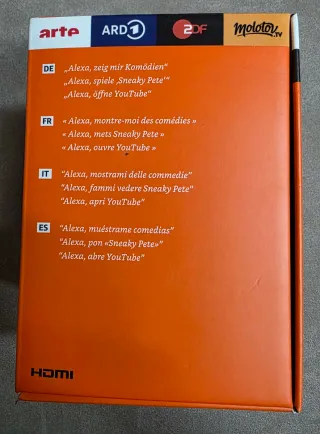 arte ARD 1 ZDF Molotov.tv
DE „Alexa, zeig mir Komödien“
„Alexa, spiele ‚Sneaky Pete‘“
„Alexa, öffne YouTube“
FR « Alexa, montre-moi des comédies »
« Alexa, mets Sneaky Pete »
« Alexa, ouvre YouTube »
IT "Alexa, mostrami delle commedie"
"Alexa, fammi vedere Sneaky Pete"
"Alexa, apri YouTube"
ES "Alexa, muéstrame comedias"
"Alexa, pon «Sneaky Pete»"
"Alexa, abre YouTube"
HDMI